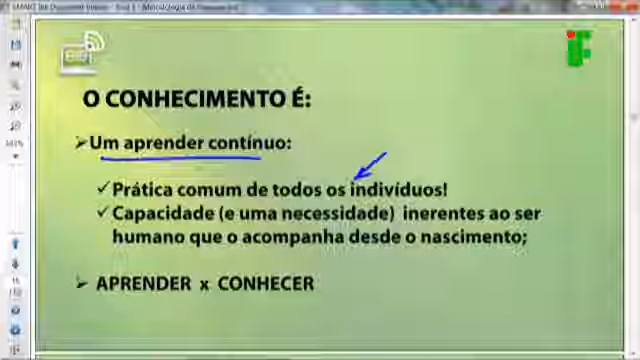 O CONHECIMENTO É:
Um aprender contínuo:
Prática comum de todos os indivíduos!
Capacidade (e uma necessidade) inerentes ao ser
humano que o acompanha desde o nascimento;
APRENDER x CONHECER